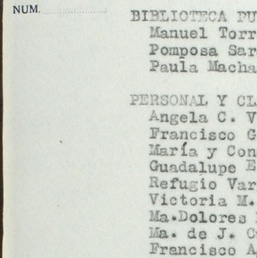 NUM.
BIBLIOTECA PU
Manuel Torr
Pomposa Sar
Paula Macha
PERSONAL Y CL
Angela C. V
Francisco G
María y Con
Guadalupe E
Refugio Var
Victoria M.
Ma.Dolores
Ma. de J. C
Francisco A